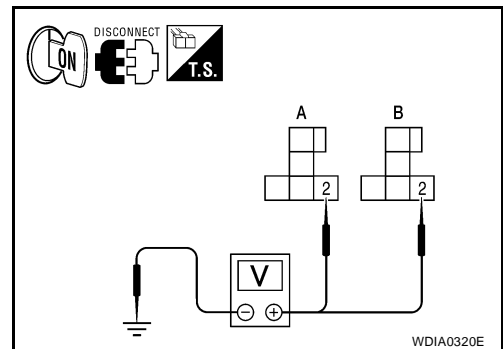 ON
DISCONNECT
T.S.
A B
2 2
V
− +
WDIA0320E